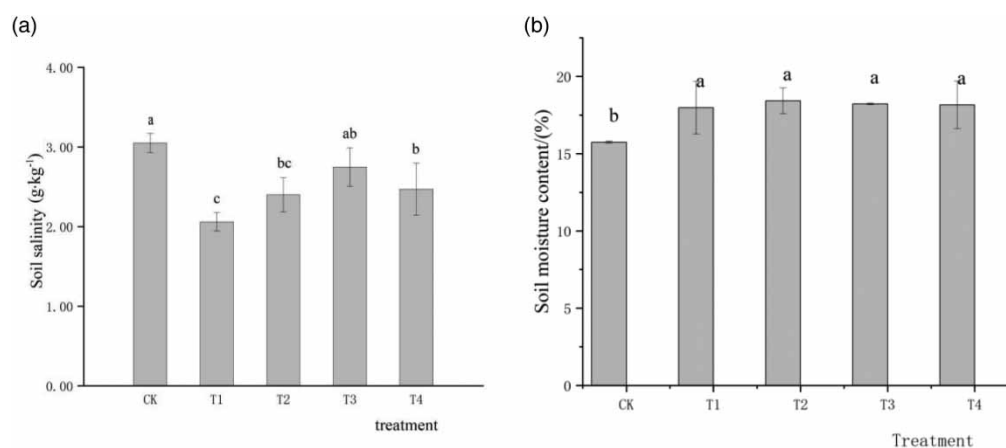 (a)
Soil salinity (g·kg⁻¹)
4.00
3.00
2.00
1.00
0.00
a
c
bc
ab
b
CK T1 T2 T3 T4
treatment
(b)
Soil moisture content/(%)
20
15
10
5
0
b
a
a
a
a
CK T1 T2 T3 T4
Treatment